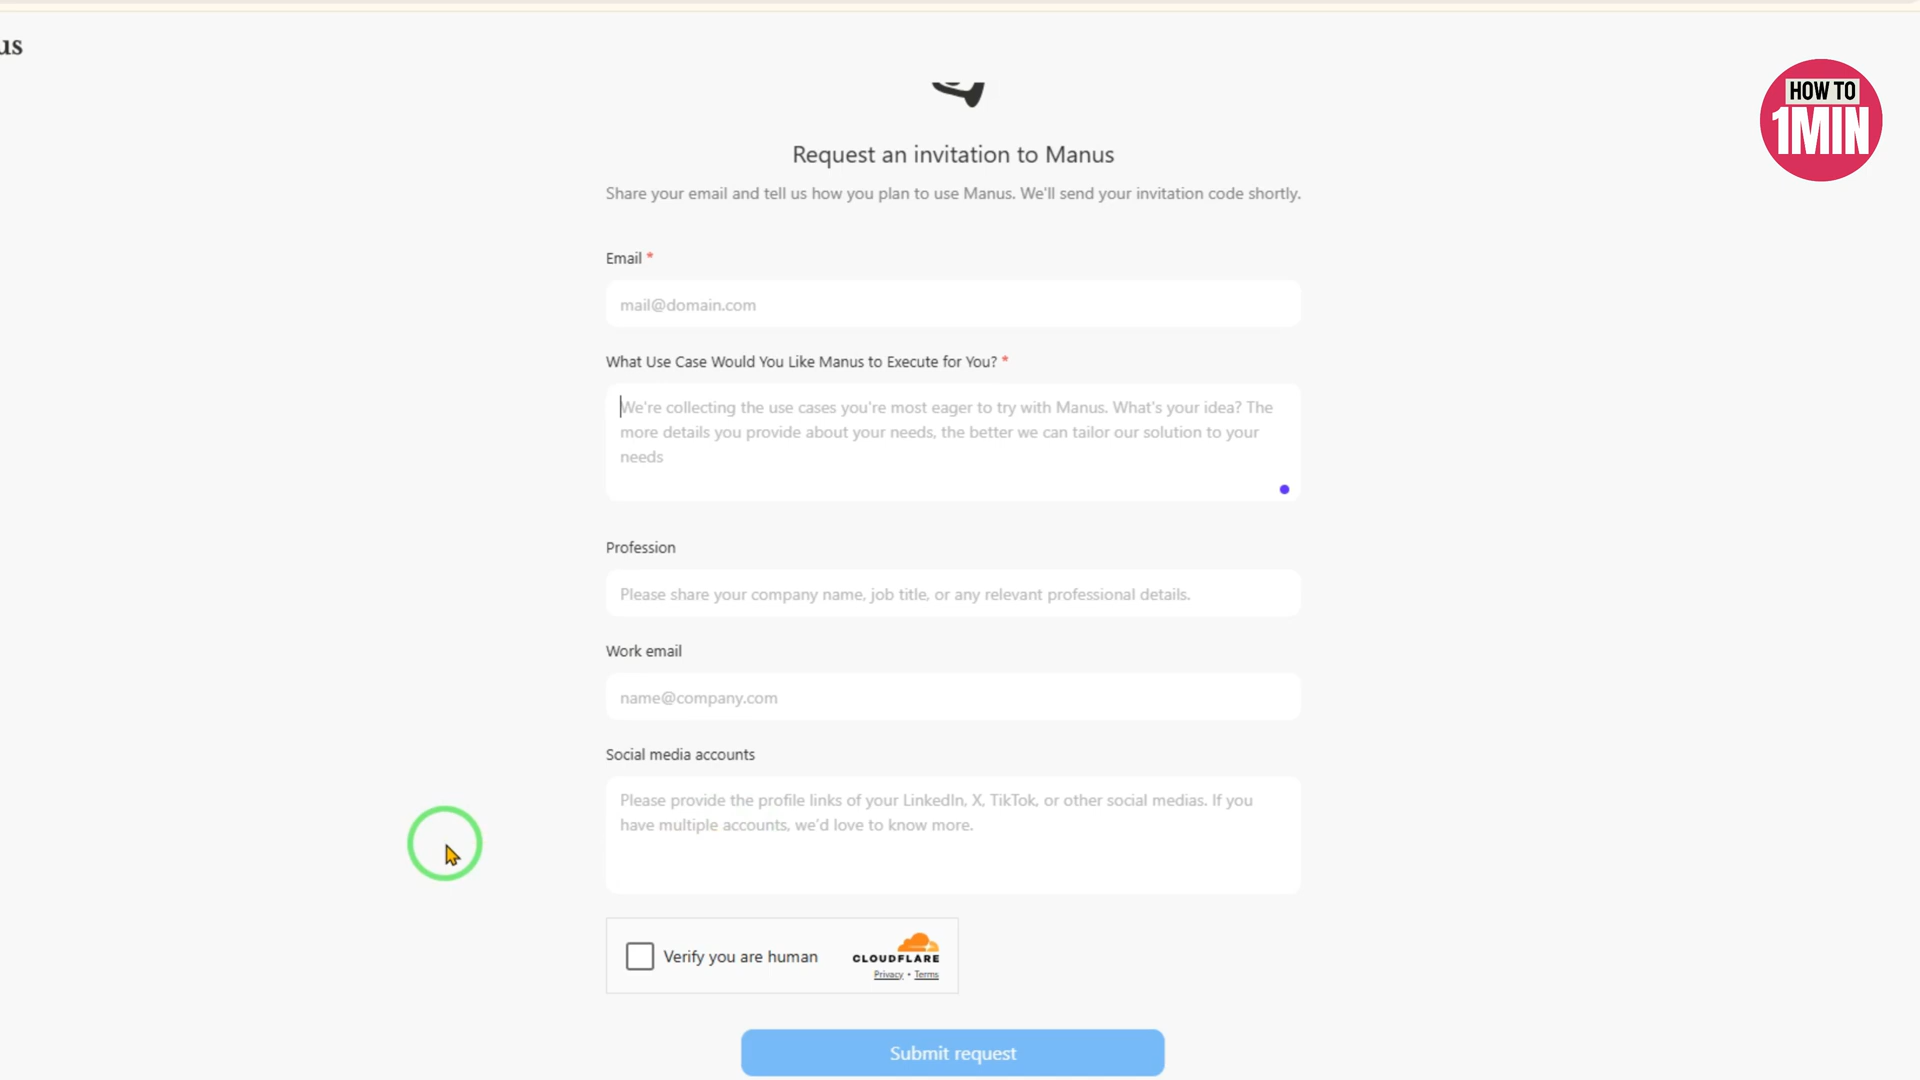 us
HOW TO
1MIN
Request an invitation to Manus
Share your email and tell us how you plan to use Manus. We'll send your invitation code shortly.
Email *
mail@domain.com
What Use Case Would You Like Manus to Execute for You? *
We're collecting the use cases you're most eager to try with Manus. What's your idea? The
more details you provide about your needs, the better we can tailor our solution to your
needs
Profession
Please share your company name, job title, or any relevant professional details.
Work email
name@company.com
Social media accounts
Please provide the profile links of your LinkedIn, X, TikTok, or other social medias. If you
have multiple accounts, we'd love to know more.
Verify you are human
CLOUDFLARE
Privacy • Terms
Submit request